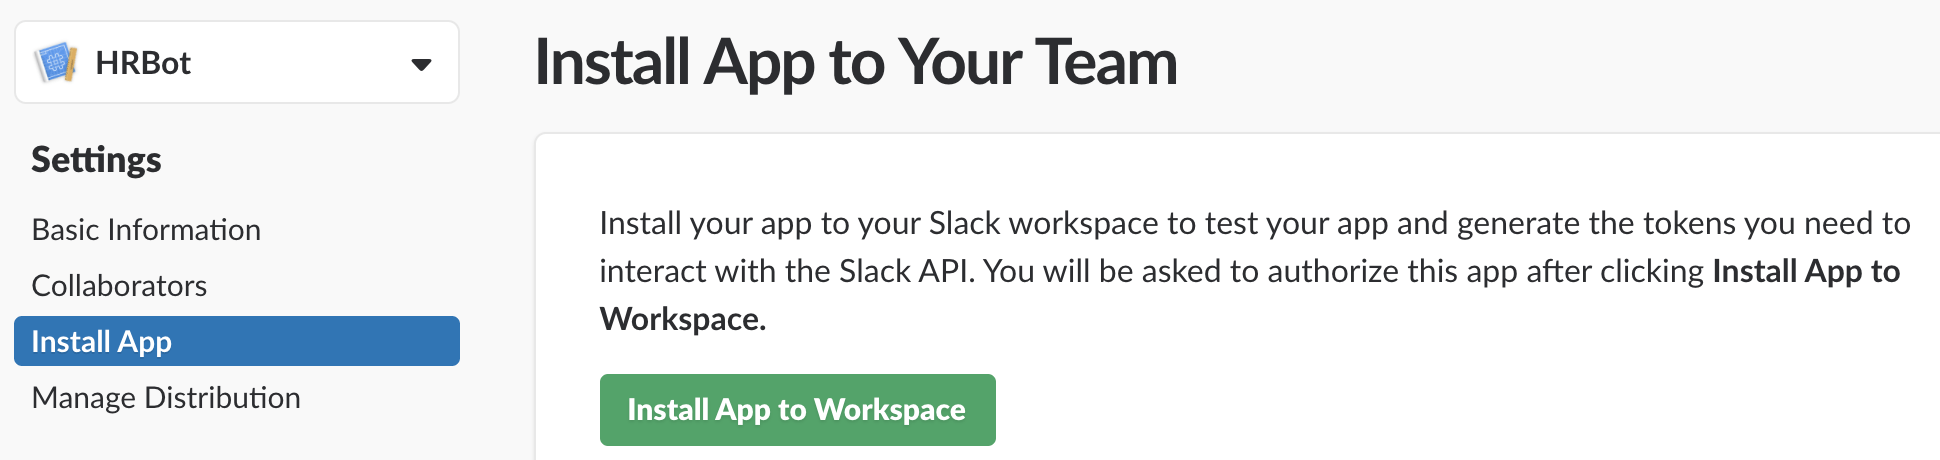 HRBot
Settings
Basic Information
Collaborators
Install App
Manage Distribution
Install App to Your Team
Install your app to your Slack workspace to test your app and generate the tokens you need to
interact with the Slack API. You will be asked to authorize this app after clicking Install App to
Workspace.
Install App to Workspace